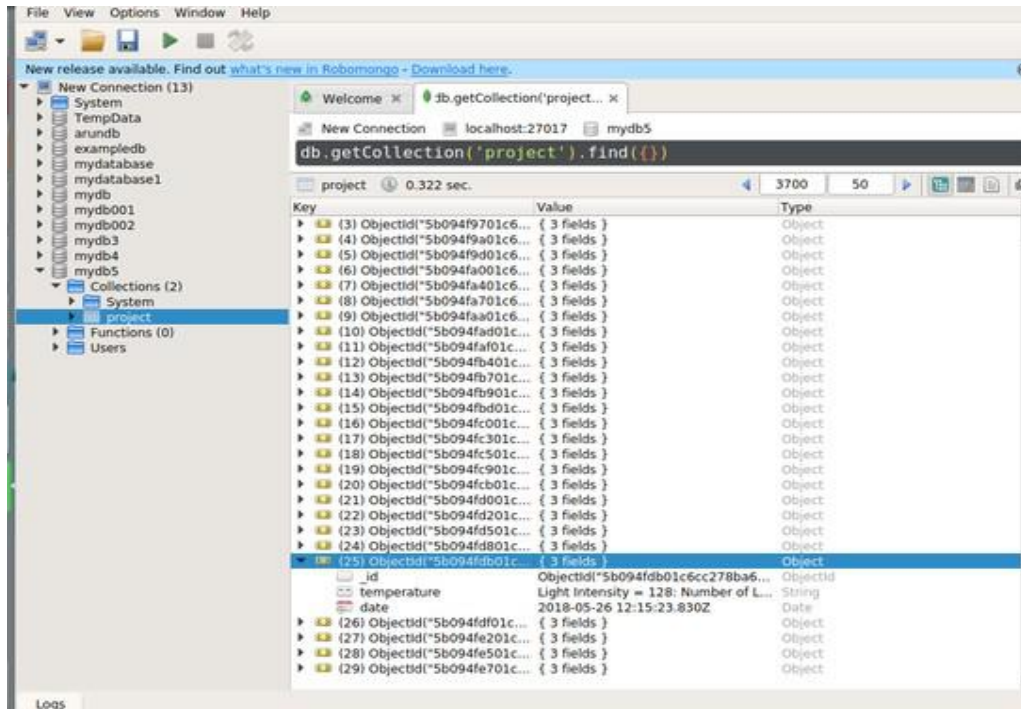 File View Options Window Help
New release available. Find out what's new in Robomongo - Download here.
New Connection (13)
System
TempData
arundb
exampledb
mydatabase
mydatabase1
mydb
mydb001
mydb002
mydb3
mydb4
mydb5
Collections (2)
System
project
Functions (0)
Users
Welcome
db.getCollection('project...
New Connection localhost:27017 mydb5
db.getCollection('project').find({})
project 0.322 sec. 3700 50
Key Value Type
(3) ObjectId("5b094f9701c6... { 3 fields } Object
(4) ObjectId("5b094f9a01c6... { 3 fields } Object
(5) ObjectId("5b094f9d01c6... { 3 fields } Object
(6) ObjectId("5b094fa001c6... { 3 fields } Object
(7) ObjectId("5b094fa401c6... { 3 fields } Object
(8) ObjectId("5b094fa701c6... { 3 fields } Object
(9) ObjectId("5b094faa01c6... { 3 fields } Object
(10) ObjectId("5b094fad01c... { 3 fields } Object
(11) ObjectId("5b094faf01c... { 3 fields } Object
(12) ObjectId("5b094fb401c... { 3 fields } Object
(13) ObjectId("5b094fb701c... { 3 fields } Object
(14) ObjectId("5b094fb901c... { 3 fields } Object
(15) ObjectId("5b094fbd01c... { 3 fields } Object
(16) ObjectId("5b094fc001c... { 3 fields } Object
(17) ObjectId("5b094fc301c... { 3 fields } Object
(18) ObjectId("5b094fc501c... { 3 fields } Object
(19) ObjectId("5b094fc901c... { 3 fields } Object
(20) ObjectId("5b094fcb01c... { 3 fields } Object
(21) ObjectId("5b094fd001c... { 3 fields } Object
(22) ObjectId("5b094fd201c... { 3 fields } Object
(23) ObjectId("5b094fd501c... { 3 fields } Object
(24) ObjectId("5b094fd801c... { 3 fields } Object
(25) ObjectId("5b094fdb01c... { 3 fields } Object
_id ObjectId("5b094fdb01c6cc278ba6... ObjectId
temperature Light Intensity = 128: Number of L... String
date 2018-05-26 12:15:23.830Z Date
(26) ObjectId("5b094fdf01c... { 3 fields } Object
(27) ObjectId("5b094fe201c... { 3 fields } Object
(28) ObjectId("5b094fe501c... { 3 fields } Object
(29) ObjectId("5b094fe701c... { 3 fields } Object
Logs